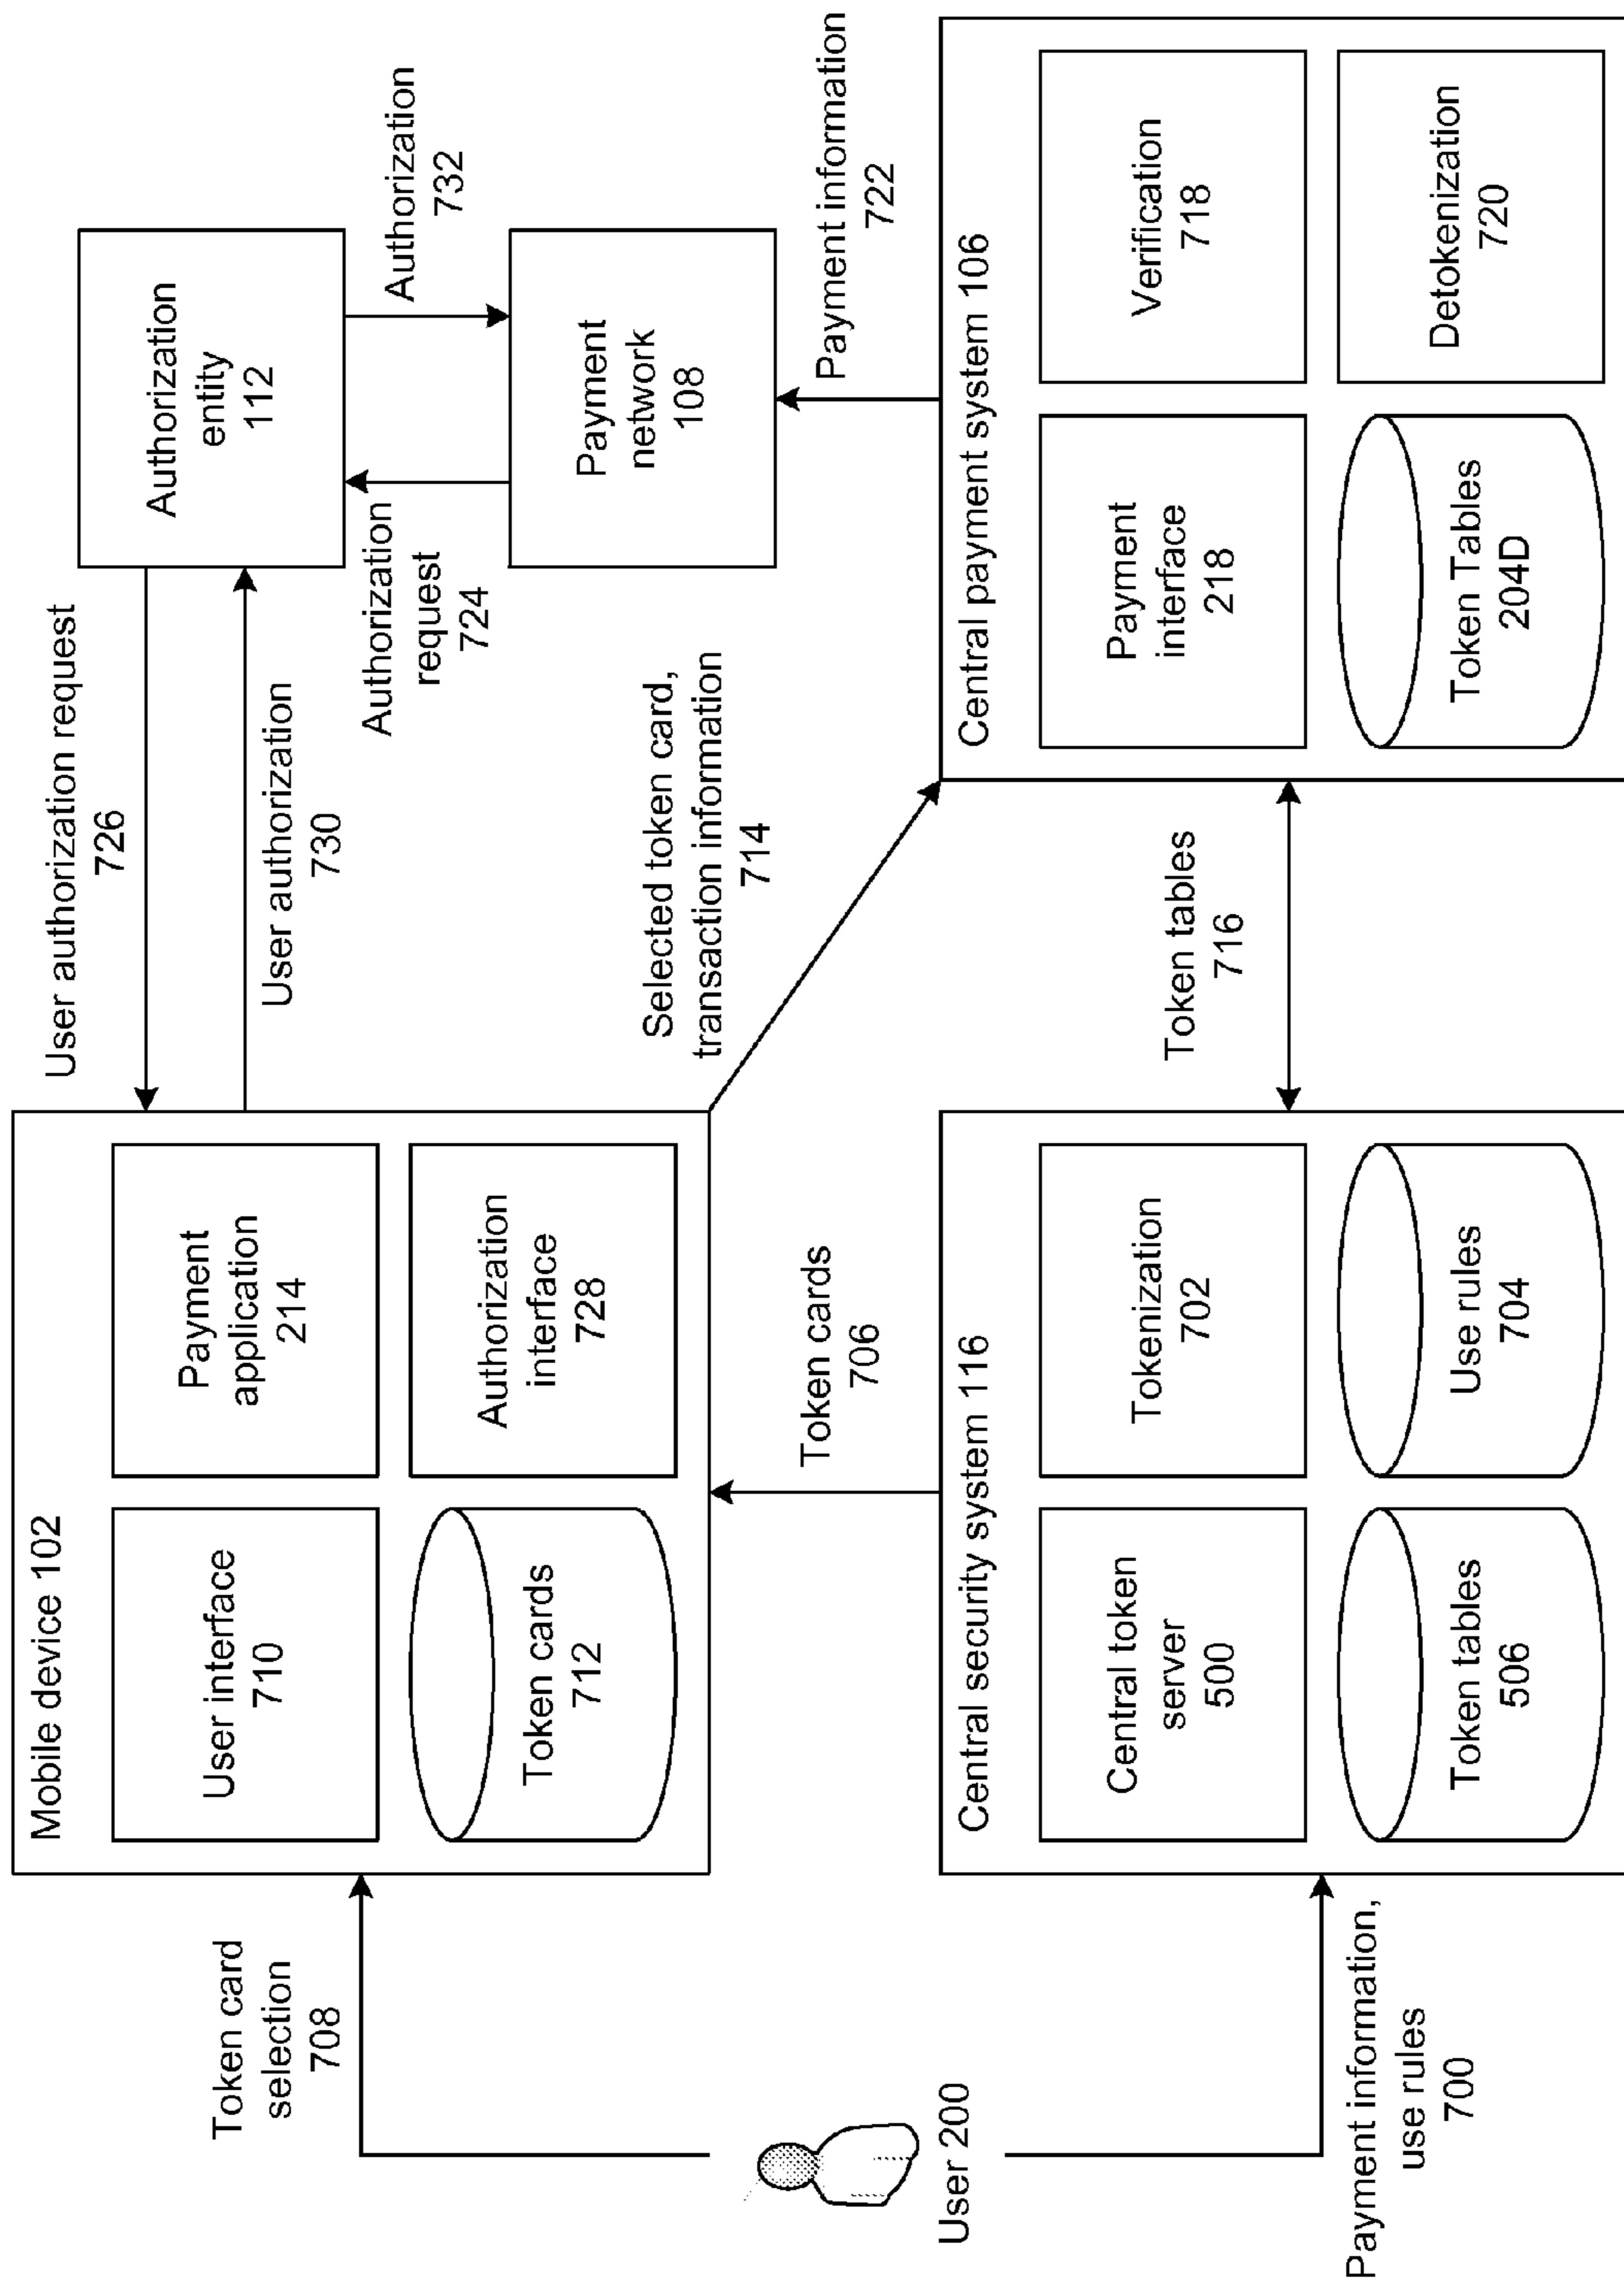 Token card
selection
708
User 200
Payment information,
use rules
700
Mobile device 102
User interface
710
Payment
application
214
Token cards
712
Authorization
interface
728
Token cards
706
Central security system 116
Central token
server
500
Tokenization
702
Token tables
506
Use rules
704
User authorization request
726
User authorization
730
Selected token card,
transaction information
714
Token tables
716
Authorization
entity
112
Authorization
request
724
Authorization
732
Payment
network
108
Payment information
722
Central payment system 106
Payment
interface
218
Verification
718
Token Tables
204D
Detokenization
720